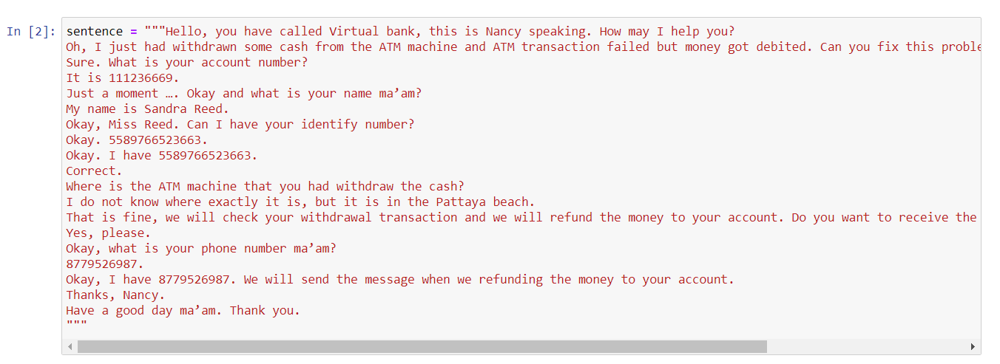 In [2]: sentence = """Hello, you have called Virtual bank, this is Nancy speaking. How may I help you?
Oh, I just had withdrawn some cash from the ATM machine and ATM transaction failed but money got debited. Can you fix this proble
Sure. What is your account number?
It is 111236669.
Just a moment …. Okay and what is your name ma’am?
My name is Sandra Reed.
Okay, Miss Reed. Can I have your identify number?
Okay. 5589766523663.
Okay. I have 5589766523663.
Correct.
Where is the ATM machine that you had withdraw the cash?
I do not know where exactly it is, but it is in the Pattaya beach.
That is fine, we will check your withdrawal transaction and we will refund the money to your account. Do you want to receive the
Yes, please.
Okay, what is your phone number ma’am?
8779526987.
Okay, I have 8779526987. We will send the message when we refunding the money to your account.
Thanks, Nancy.
Have a good day ma’am. Thank you.
"""